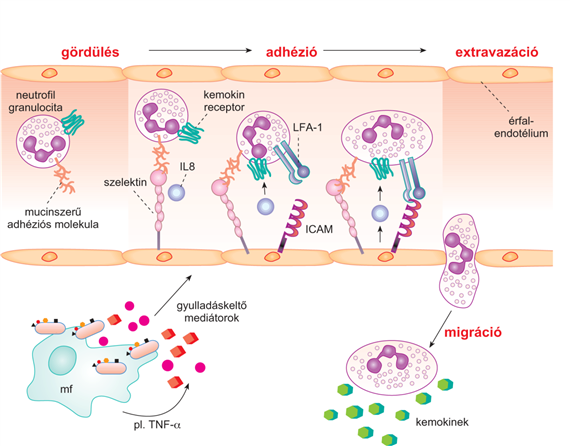 gördülés
adhézió
extravazáció
neutrofil
granulocita
kemokin
receptor
LFA-1
érfal-
endotélium
IL8
szelektin
mucinszerű
adhéziós molekula
ICAM
gyulladáskeltő
mediátorok
migráció
mf
pl. TNF-α
kemokinek